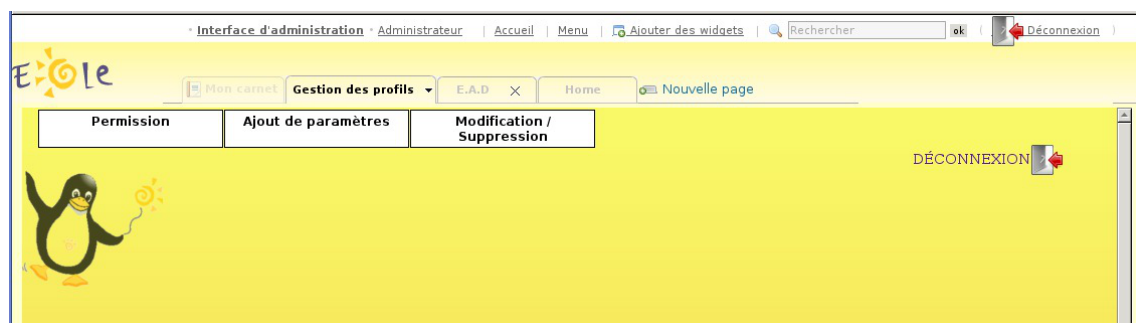 · Interface d'administration · Administrateur | Accueil | Menu | Ajouter des widgets | Rechercher ok ( Déconnexion )
Eole
Mon carnet Gestion des profils E.A.D X Home Nouvelle page
Permission Ajout de paramètres Modification / Suppression
DÉCONNEXION